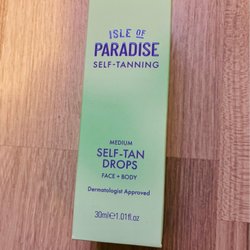 ISLE OF
PARADISE
SELF-TANNING
MEDIUM
SELF-TAN
DROPS
FACE + BODY
Dermatologist Approved
30ml e 1.01fl.oz